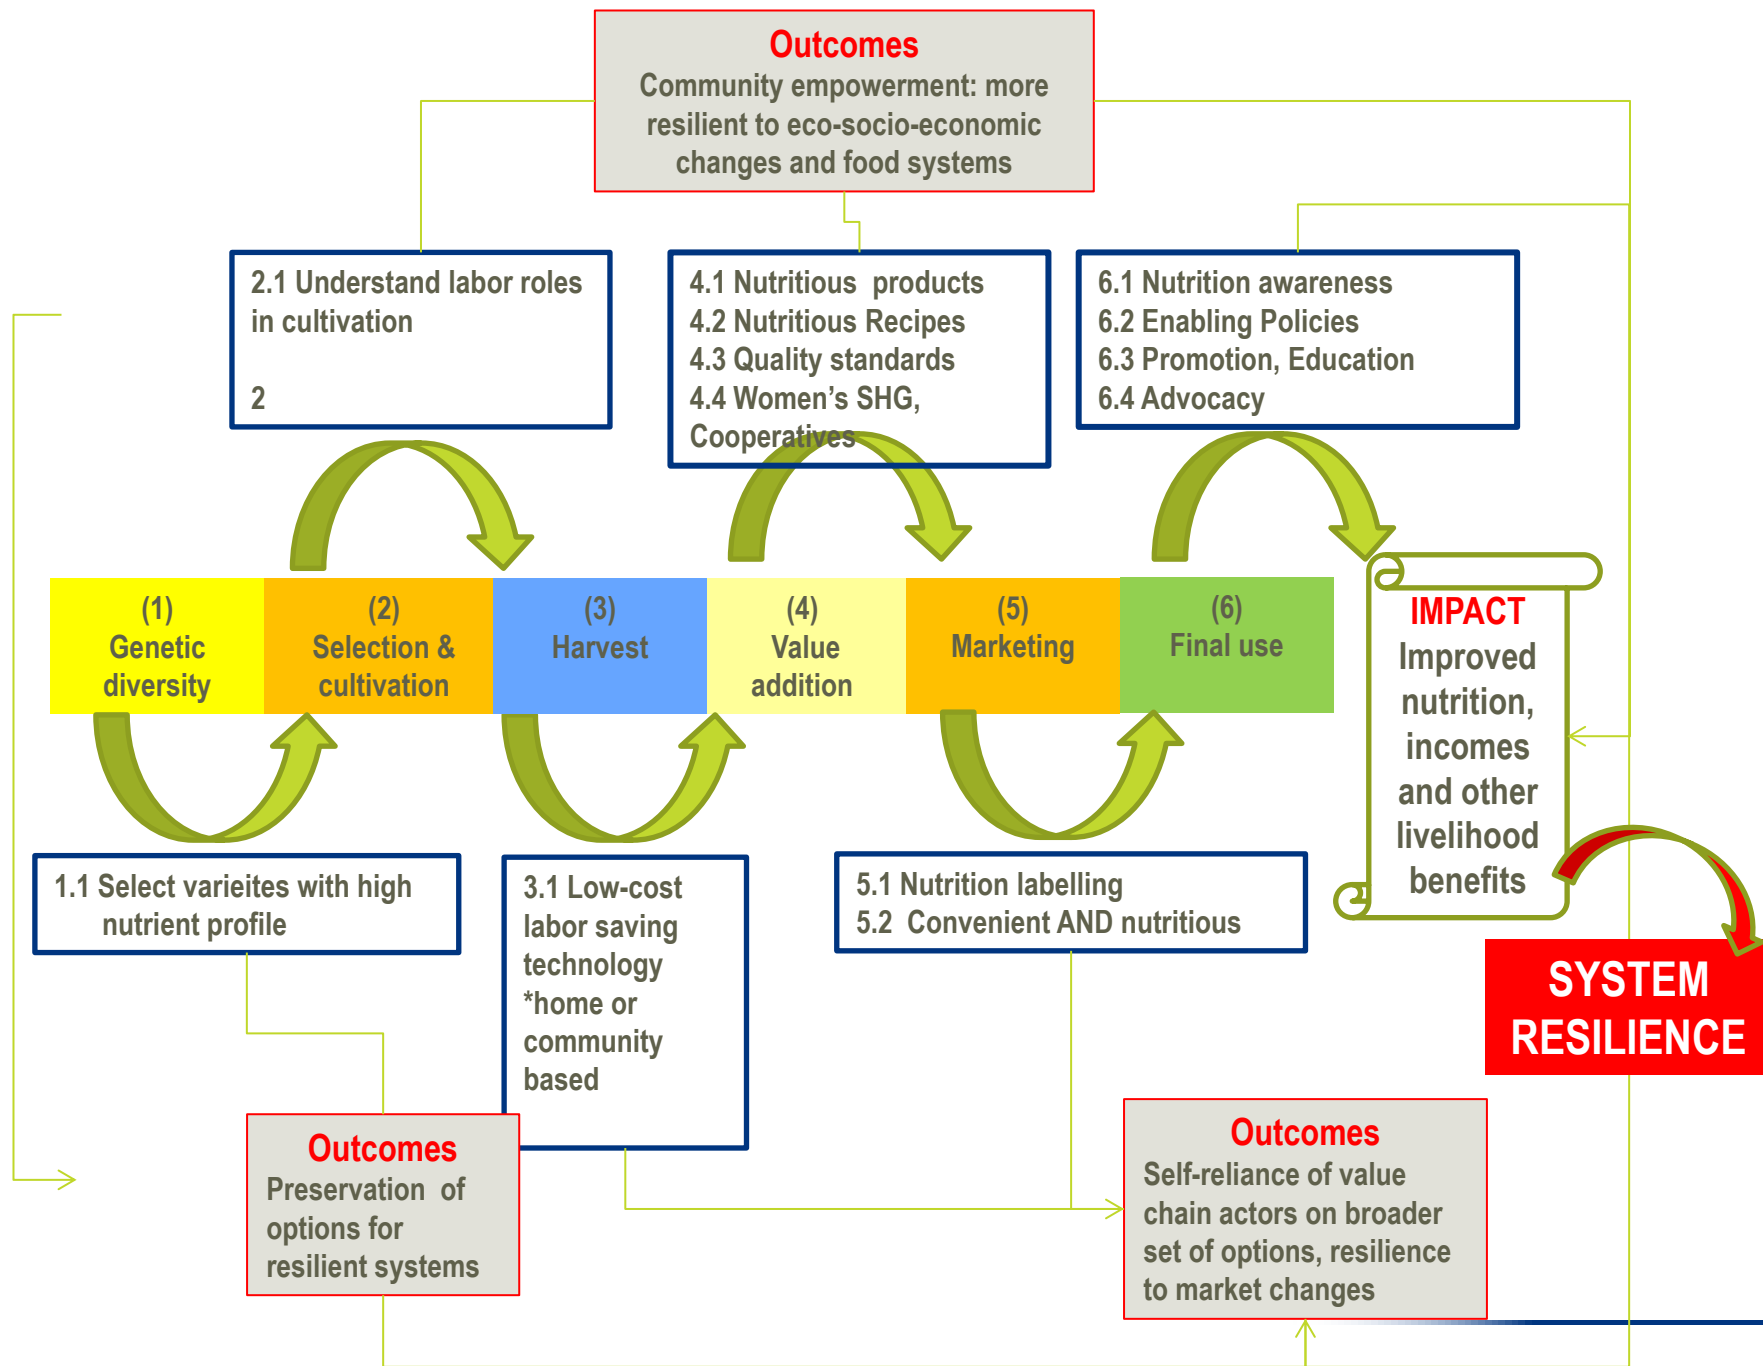 Outcomes
Community empowerment: more
resilient to eco-socio-economic
changes and food systems
2.1 Understand labor roles
in cultivation
2
4.1 Nutritious products
4.2 Nutritious Recipes
4.3 Quality standards
4.4 Women’s SHG,
Cooperatives
6.1 Nutrition awareness
6.2 Enabling Policies
6.3 Promotion, Education
6.4 Advocacy
(1)
Genetic
diversity
(2)
Selection &
cultivation
(3)
Harvest
(4)
Value
addition
(5)
Marketing
(6)
Final use
IMPACT
Improved
nutrition,
incomes
and other
livelihood
benefits
1.1 Select varieites with high
nutrient profile
3.1 Low-cost
labor saving
technology
*home or
community
based
5.1 Nutrition labelling
5.2 Convenient AND nutritious
SYSTEM
RESILIENCE
Outcomes
Preservation of
options for
resilient systems
Outcomes
Self-reliance of value
chain actors on broader
set of options, resilience
to market changes